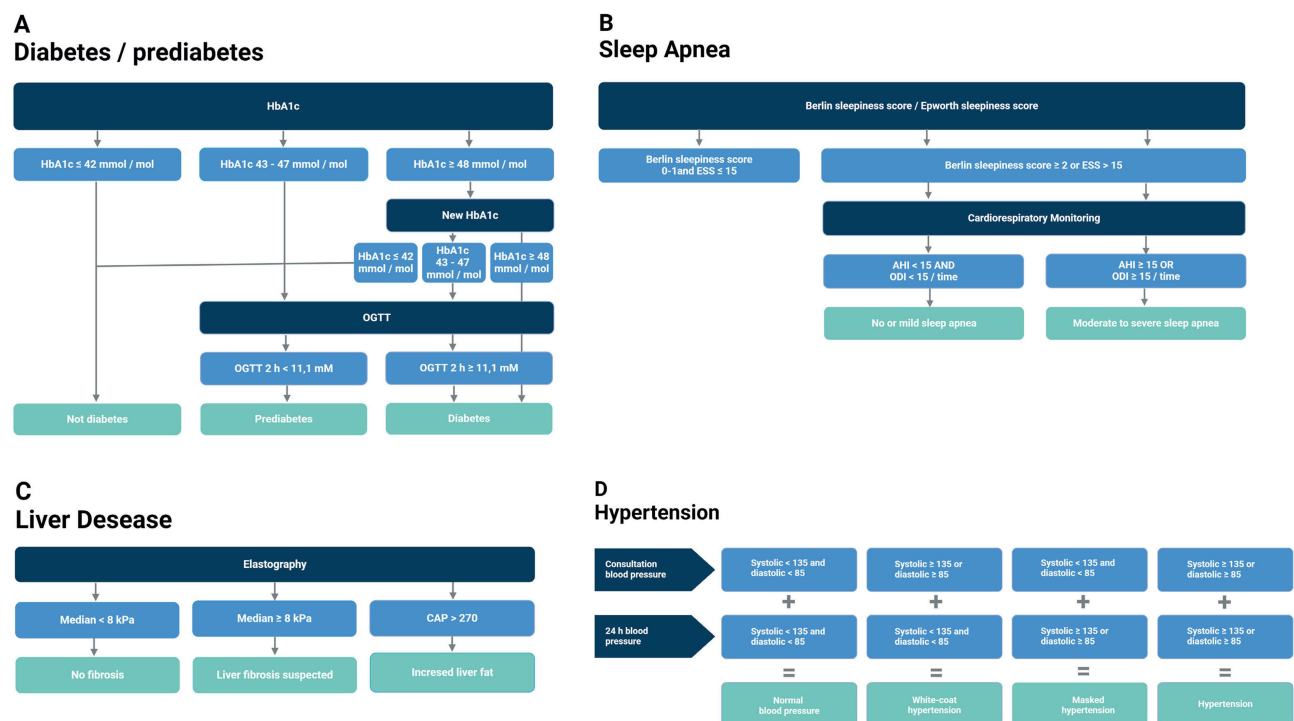 A
Diabetes / prediabetes
HbA1c
HbA1c ≤ 42 mmol / mol
HbA1c 43 - 47 mmol / mol
HbA1c ≥ 48 mmol / mol
New HbA1c
HbA1c ≤ 42
mmol / mol
HbA1c
43 - 47
mmol / mol
HbA1c ≥ 48
mmol / mol
OGTT
OGTT 2 h < 11,1 mM
OGTT 2 h ≥ 11,1 mM
Not diabetes
Prediabetes
Diabetes
B
Sleep Apnea
Berlin sleepiness score / Epworth sleepiness score
Berlin sleepiness score
0-1and ESS ≤ 15
Berlin sleepiness score ≥ 2 or ESS > 15
Cardiorespiratory Monitoring
AHI < 15 AND
ODI < 15 / time
AHI ≥ 15 OR
ODI ≥ 15 / time
No or mild sleep apnea
Moderate to severe sleep apnea
C
Liver Desease
Elastography
Median < 8 kPa
Median ≥ 8 kPa
CAP > 270
No fibrosis
Liver fibrosis suspected
Incresed liver fat
D
Hypertension
Consultation
blood pressure
Systolic < 135 and
diastolic < 85
Systolic ≥ 135 or
diastolic ≥ 85
Systolic < 135 and
diastolic < 85
Systolic ≥ 135 or
diastolic ≥ 85
+
+
+
+
24 h blood
pressure
Systolic < 135 and
diastolic < 85
Systolic < 135 and
diastolic < 85
Systolic ≥ 135 or
diastolic ≥ 85
Systolic ≥ 135 or
diastolic ≥ 85
=
=
=
=
Normal
blood pressure
White-coat
hypertension
Masked
hypertension
Hypertension